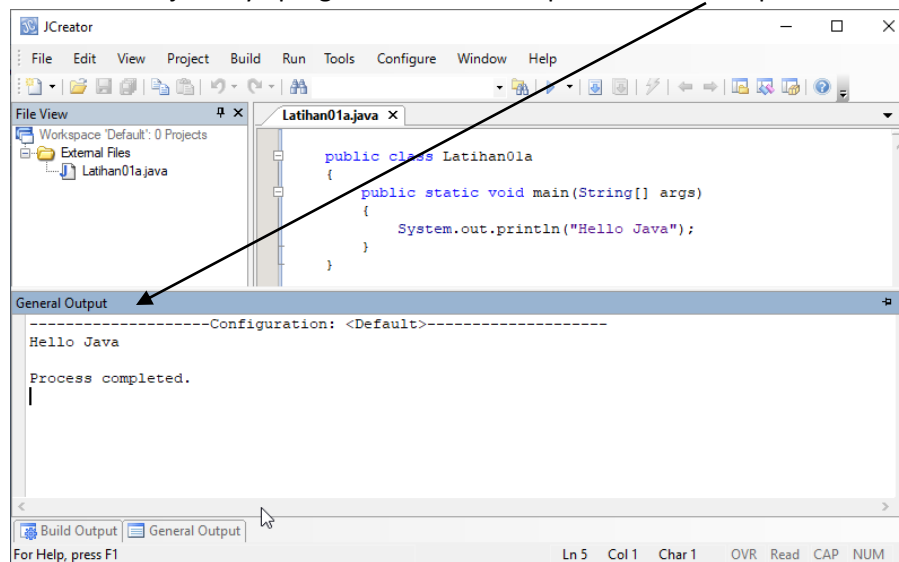 JCreator
File Edit View Project Build Run Tools Configure Window Help
File View
Latihan01a.java
Workspace 'Default': 0 Projects
External Files
Latihan01a.java
public class Latihan01a
{
public static void main(String[] args)
{
System.out.println("Hello Java");
}
}
General Output
--------------------Configuration: <Default>--------------------
Hello Java
Process completed.
Build Output General Output
For Help, press F1 Ln 5 Col 1 Char 1 OVR Read CAP NUM